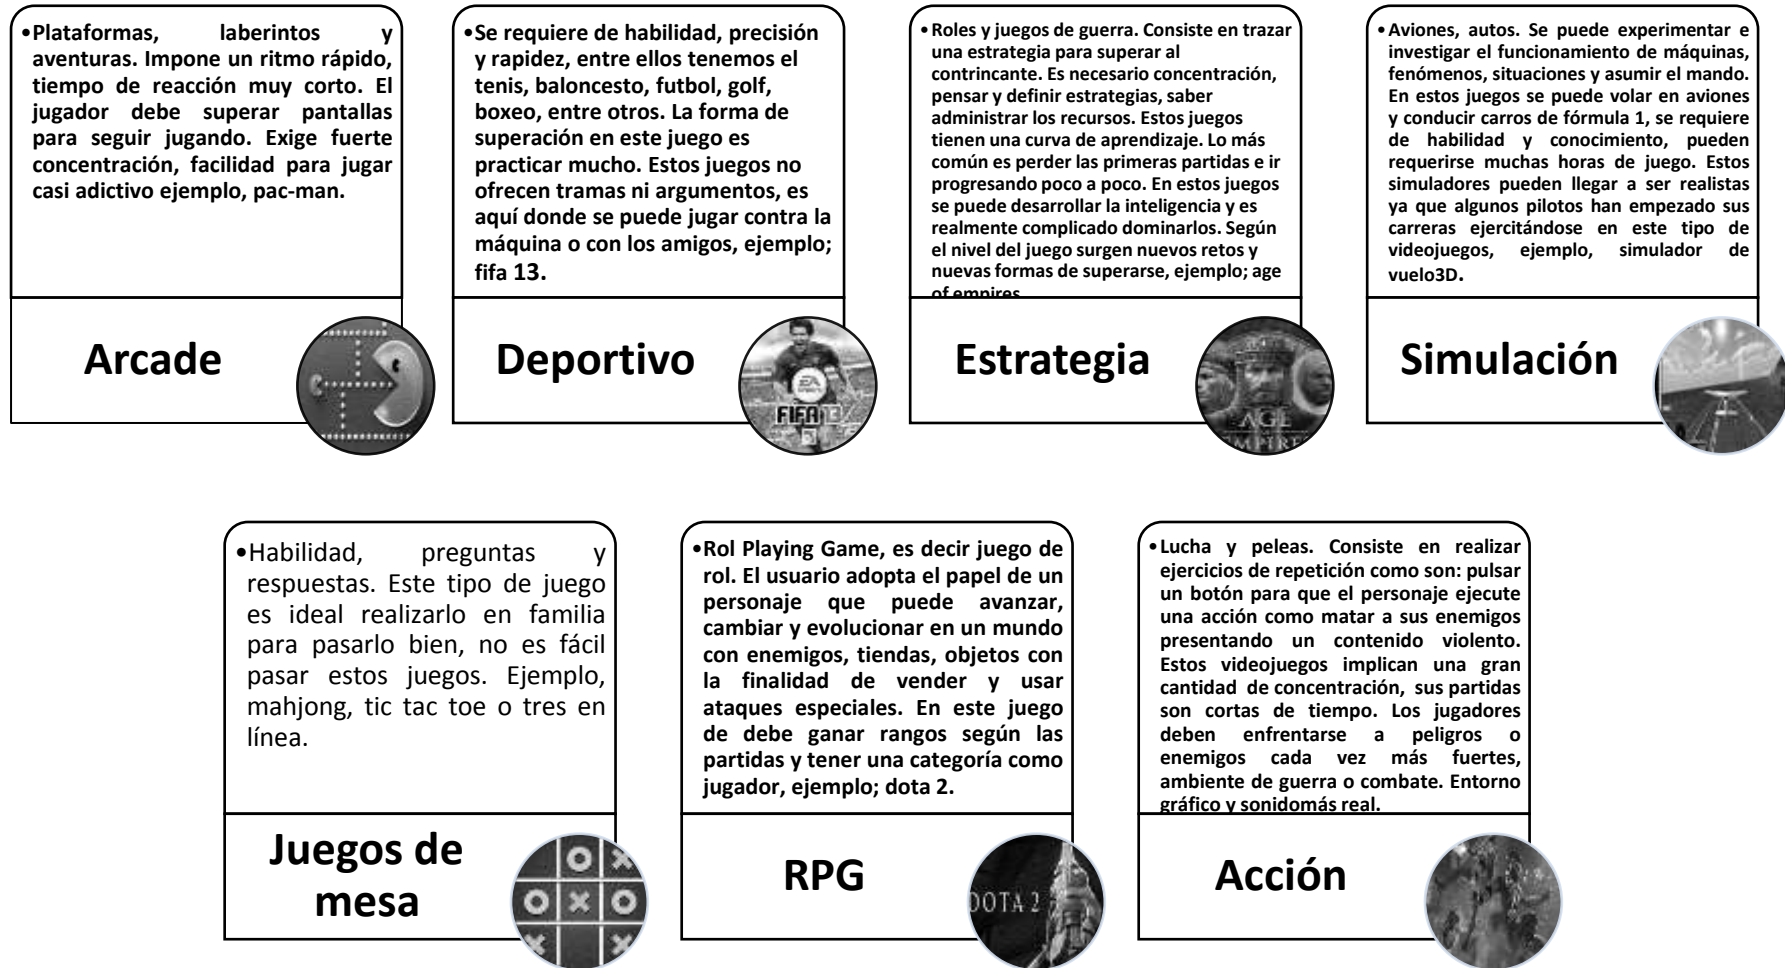 •Plataformas, laberintos y
aventuras. Impone un ritmo rápido,
tiempo de reacción muy corto. El
jugador debe superar pantallas
para seguir jugando. Exige fuerte
concentración, facilidad para jugar
casi adictivo ejemplo, pac-man.
Arcade
•Se requiere de habilidad, precisión
y rapidez, entre ellos tenemos el
tenis, baloncesto, futbol, golf,
boxeo, entre otros. La forma de
superación en este juego es
practicar mucho. Estos juegos no
ofrecen tramas ni argumentos, es
aquí donde se puede jugar contra la
máquina o con los amigos, ejemplo;
fifa 13.
Deportivo
EA
SPORTS
FIFA 13
•Roles y juegos de guerra. Consiste en trazar
una estrategia para superar al
contrincante. Es necesario concentración,
pensar y definir estrategias, saber
administrar los recursos. Estos juegos
tienen una curva de aprendizaje. Lo más
común es perder las primeras partidas e ir
progresando poco a poco. En estos juegos
se puede desarrollar la inteligencia y es
realmente complicado dominarlos. Según
el nivel del juego surgen nuevos retos y
nuevas formas de superarse, ejemplo; age
of empires
Estrategia
AGE
MPIRE
•Aviones, autos. Se puede experimentar e
investigar el funcionamiento de máquinas,
fenómenos, situaciones y asumir el mando.
En estos juegos se puede volar en aviones
y conducir carros de fórmula 1, se requiere
de habilidad y conocimiento, pueden
requerirse muchas horas de juego. Estos
simuladores pueden llegar a ser realistas
ya que algunos pilotos han empezado sus
carreras ejercitándose en este tipo de
videojuegos, ejemplo, simulador de
vuelo3D.
Simulación
•Habilidad, preguntas y
respuestas. Este tipo de juego
es ideal realizarlo en familia
para pasarlo bien, no es fácil
pasar estos juegos. Ejemplo,
mahjong, tic tac toe o tres en
línea.
Juegos de
mesa
•Rol Playing Game, es decir juego de
rol. El usuario adopta el papel de un
personaje que puede avanzar,
cambiar y evolucionar en un mundo
con enemigos, tiendas, objetos con
la finalidad de vender y usar
ataques especiales. En este juego
de debe ganar rangos según las
partidas y tener una categoría como
jugador, ejemplo; dota 2.
RPG
DOTA 2
•Lucha y peleas. Consiste en realizar
ejercicios de repetición como son: pulsar
un botón para que el personaje ejecute
una acción como matar a sus enemigos
presentando un contenido violento.
Estos videojuegos implican una gran
cantidad de concentración, sus partidas
son cortas de tiempo. Los jugadores
deben enfrentarse a peligros o
enemigos cada vez más fuertes,
ambiente de guerra o combate. Entorno
gráfico y sonidomás real.
Acción